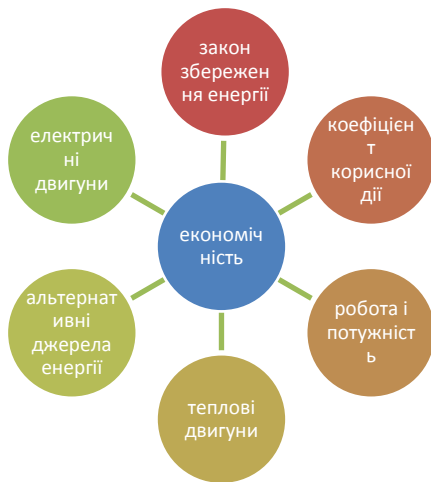 закон
збережен
ня енергії
коефіцієн
т
корисної
дії
робота і
потужніст
ь
теплові
двигуни
альтернат
ивні
джерела
енергії
електрич
ні
двигуни
економіч
ність